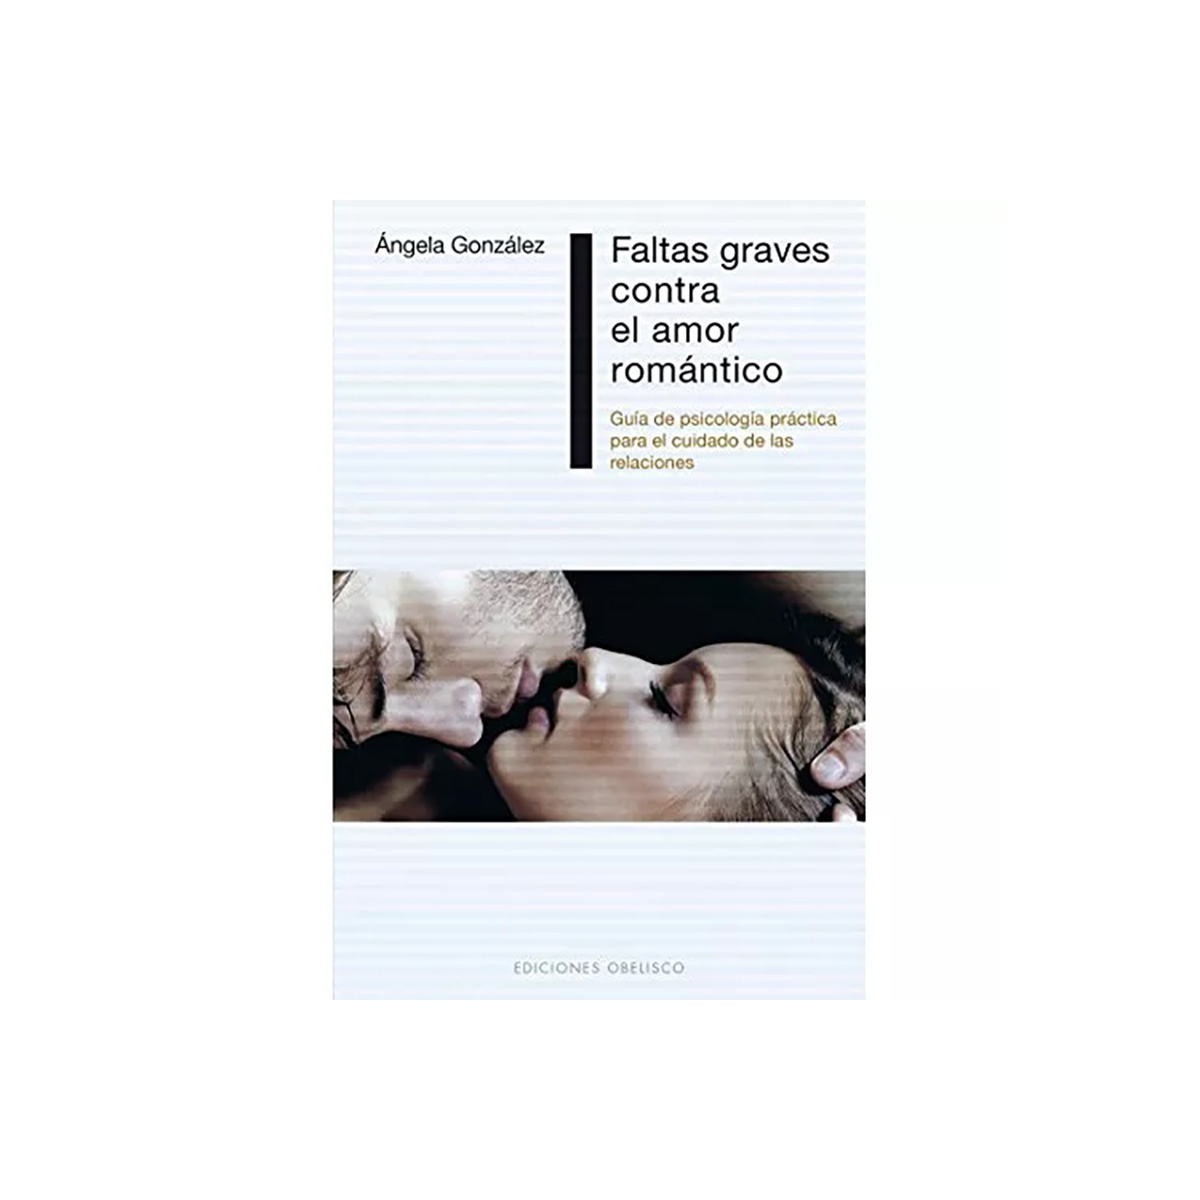 Ángela González
Faltas graves
contra
el amor
romántico
Guía de psicología práctica
para el cuidado de las
relaciones
EDICIONES OBELISCO